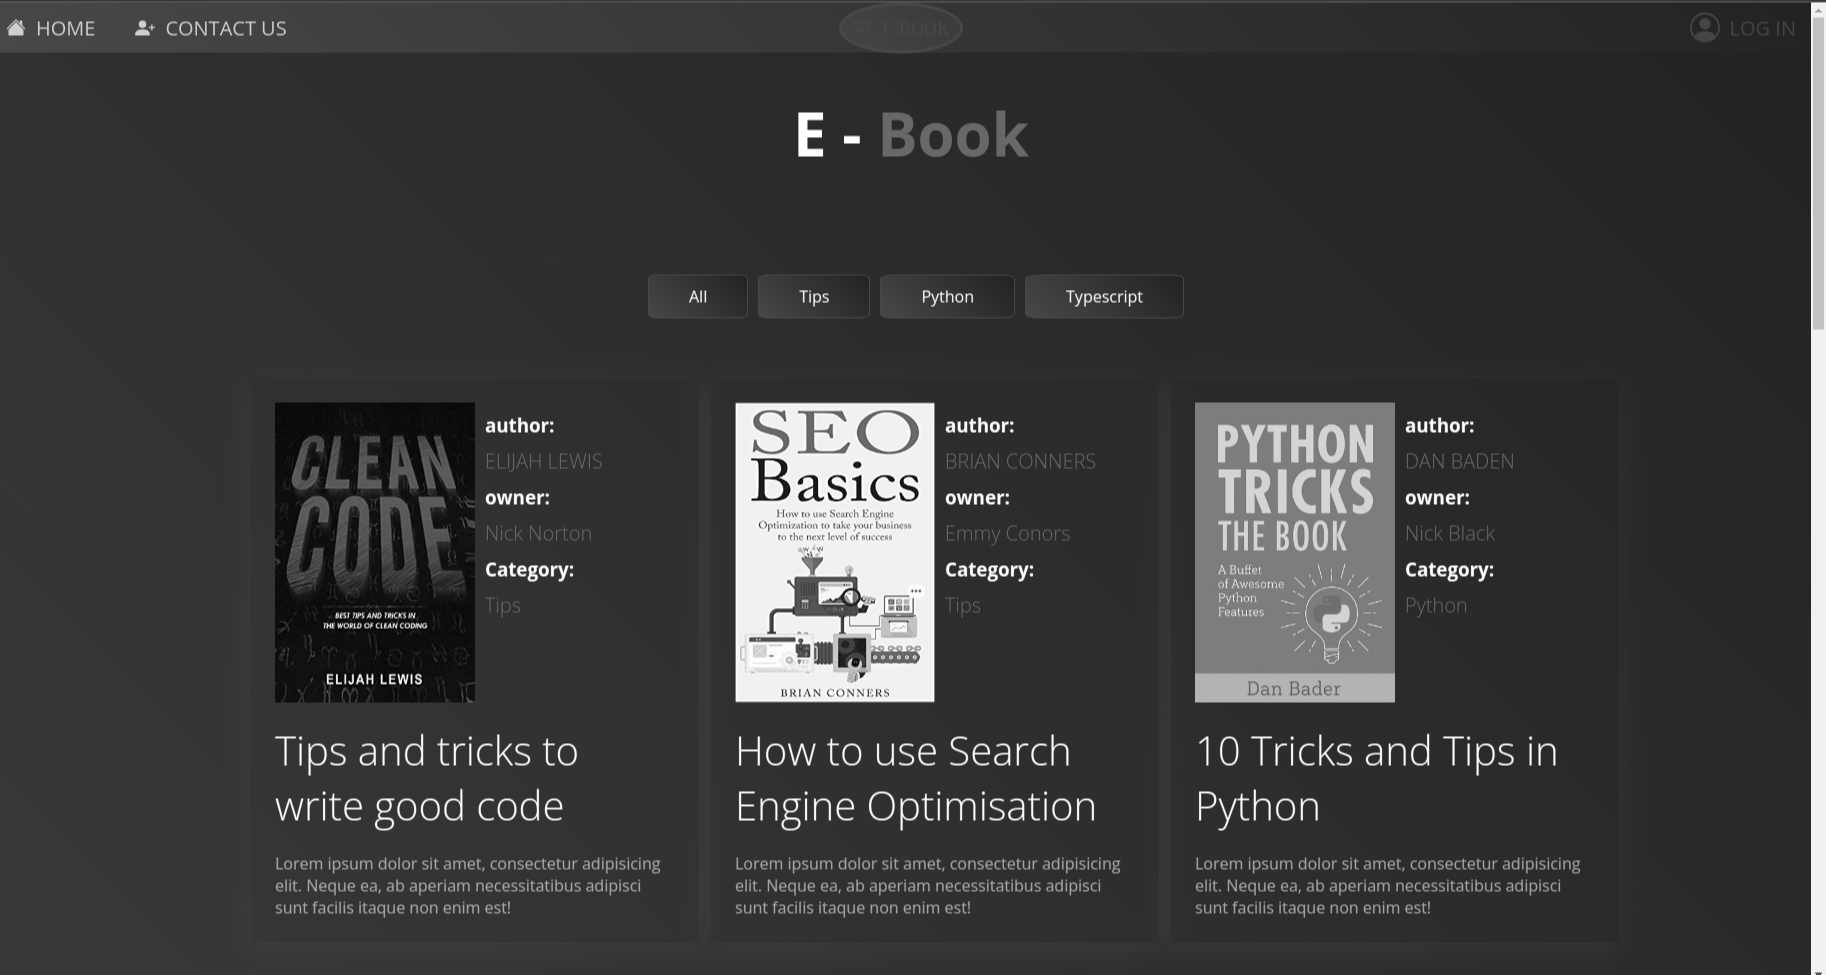 HOME
CONTACT US
E-BOOK
LOG IN
E - Book
All
Tips
Python
Typescript
CLEAN
CODE
BEST TIPS AND TRICKS IN
THE WORLD OF CLEAN CODING
ELIJAH LEWIS
author:
ELIJAH LEWIS
owner:
Nick Norton
Category:
Tips
Tips and tricks to
write good code
Lorem ipsum dolor sit amet, consectetur adipisicing
elit. Neque ea, ab aperiam necessitatibus adipisci
sunt facilis itaque non enim est!
SEO
Basics
How to use Search Engine
Optimization to take your business
to the next level of success
BRIAN CONNERS
author:
BRIAN CONNERS
owner:
Emmy Conors
Category:
Tips
How to use Search
Engine Optimisation
Lorem ipsum dolor sit amet, consectetur adipisicing
elit. Neque ea, ab aperiam necessitatibus adipisci
sunt facilis itaque non enim est!
PYTHON
TRICKS
THE BOOK
A Buffet
of Awesome
Python
Features
Dan Bader
author:
DAN BADEN
owner:
Nick Black
Category:
Python
10 Tricks and Tips in
Python
Lorem ipsum dolor sit amet, consectetur adipisicing
elit. Neque ea, ab aperiam necessitatibus adipisci
sunt facilis itaque non enim est!